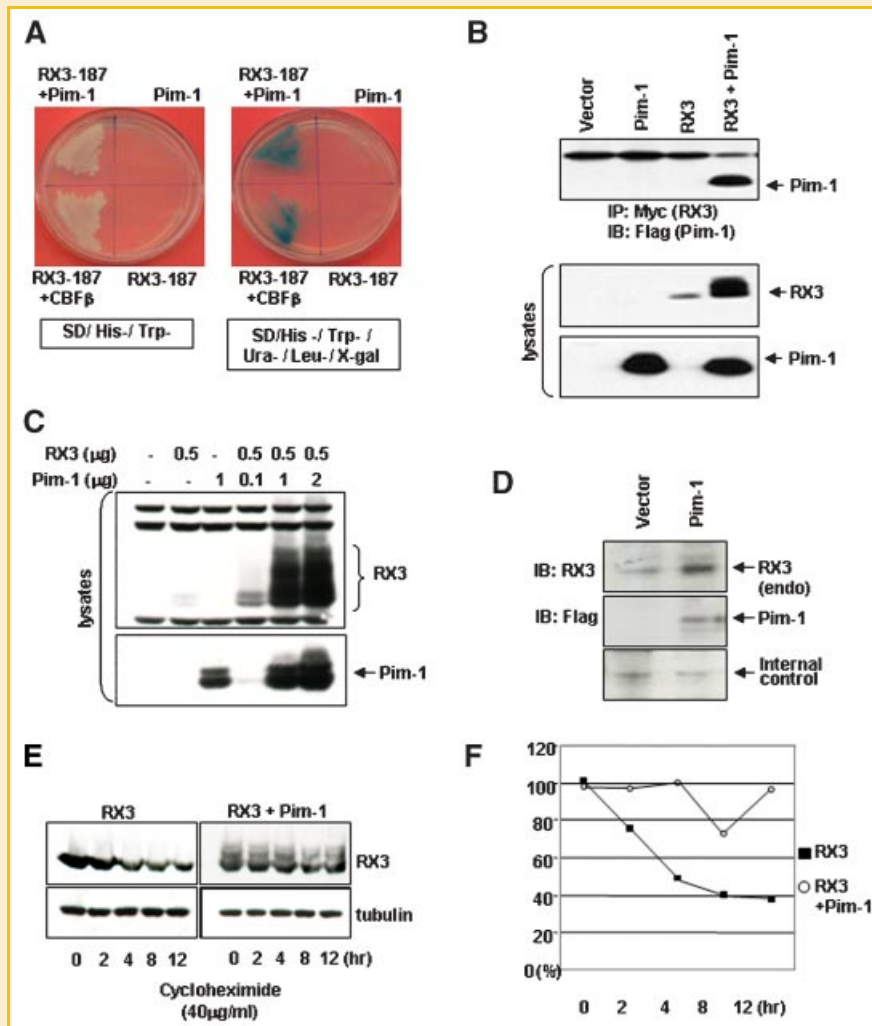 A
RX3-187
+Pim-1
Pim-1
RX3-187
+Pim-1
Pim-1
RX3-187
+CBFβ
RX3-187
RX3-187
+CBFβ
RX3-187
SD/ His-/ Trp-
SD/His -/ Trp- /
Ura- / Leu-/ X-gal
B
Vector
Pim-1
RX3
RX3 + Pim-1
Pim-1
IP: Myc (RX3)
IB: Flag (Pim-1)
RX3
Pim-1
lysates
C
RX3 (µg) - 0.5 - 0.5 0.5 0.5
Pim-1 (µg) - - 1 0.1 1 2
RX3
Pim-1
lysates
D
Vector
Pim-1
IB: RX3
RX3
(endo)
IB: Flag
Pim-1
Internal
control
E
RX3
RX3 + Pim-1
RX3
tubulin
0 2 4 8 12 0 2 4 8 12 (hr)
Cycloheximide
(40µg/ml)
F
120
100
80
60
40
20
0 (%)
0 2 4 8 12 (hr)
RX3
RX3
+Pim-1